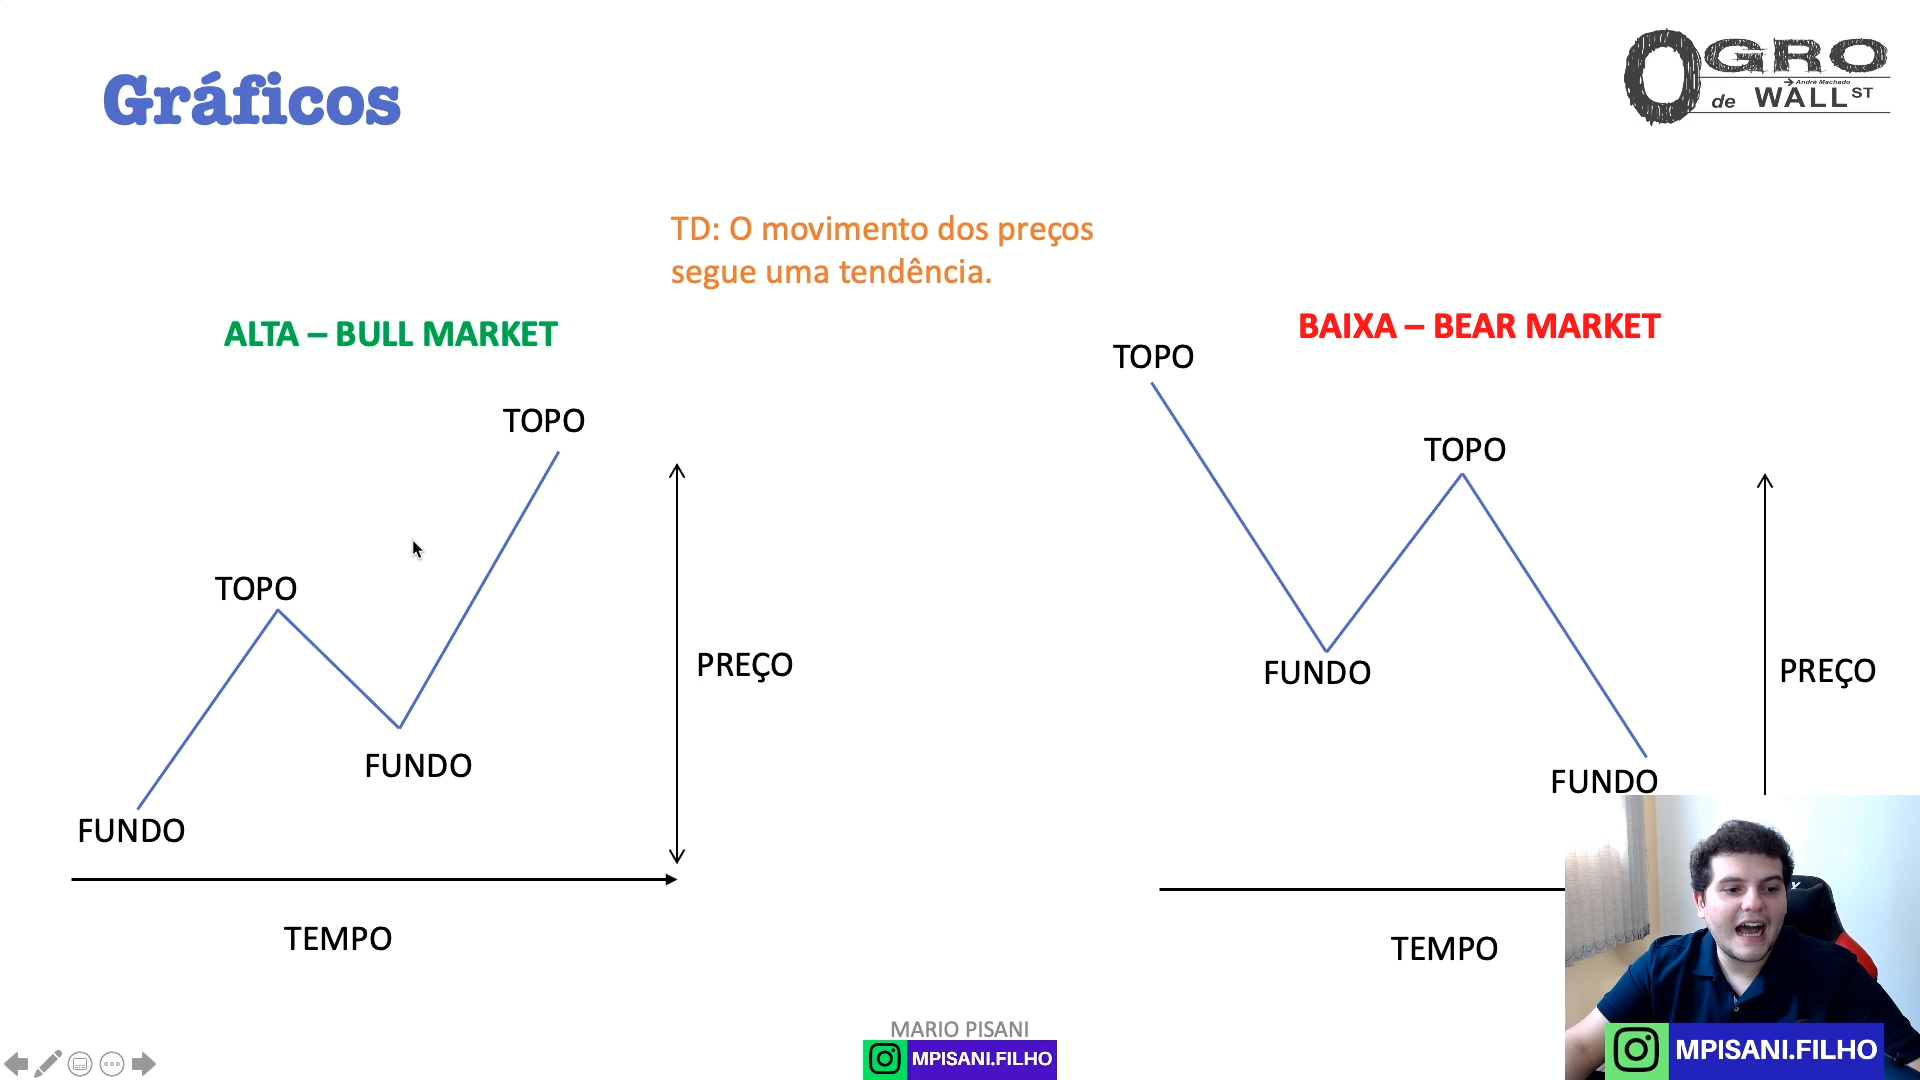 Gráficos
OGRO
André Machado
de WALL ST
TD: O movimento dos preços
segue uma tendência.
ALTA – BULL MARKET
BAIXA – BEAR MARKET
TOPO
TOPO
TOPO
TOPO
FUNDO
FUNDO
PREÇO
FUNDO
FUNDO
PREÇO
TEMPO
TEMPO
MARIO PISANI
MPISANI.FILHO
MPISANI.FILHO